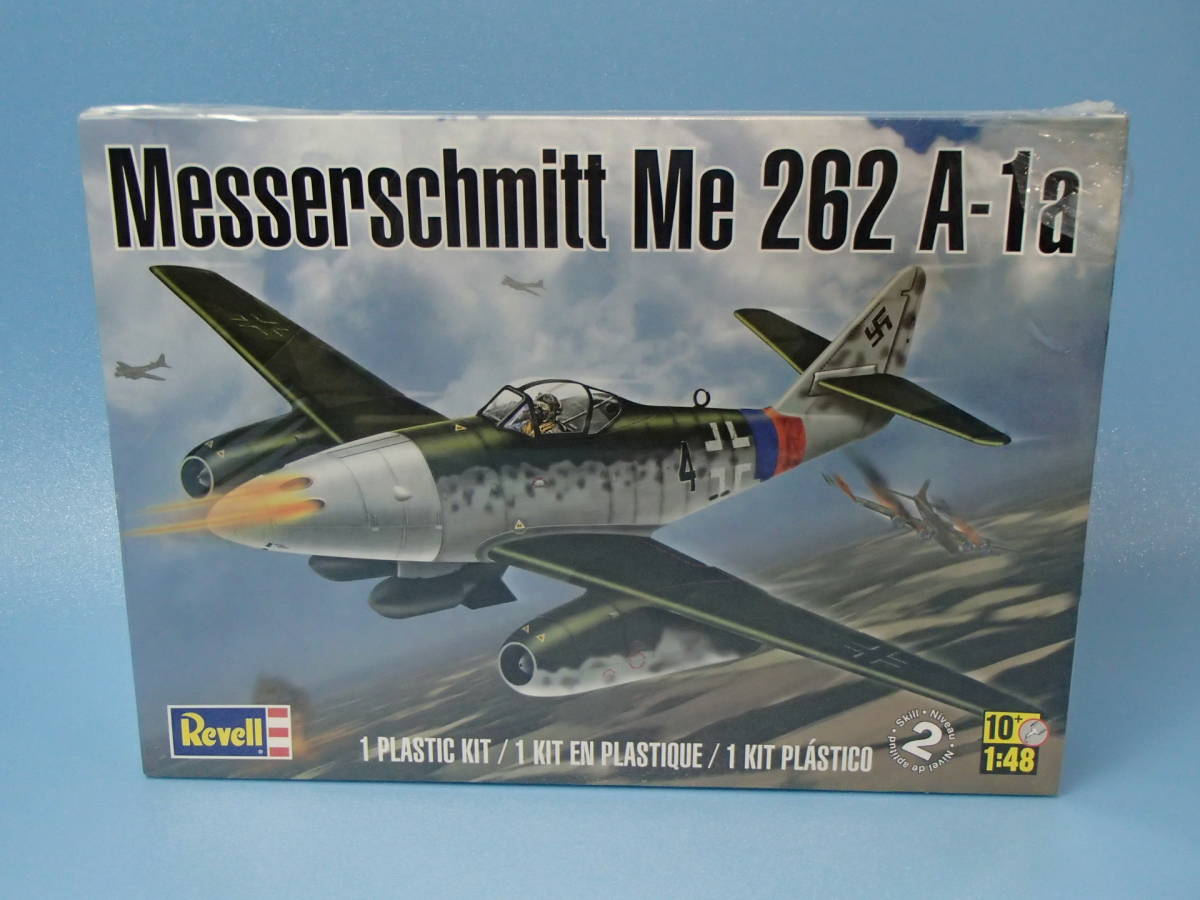 Messerschmitt Me 262 A-1a
4
Revell
1 PLASTIC KIT / 1 KIT EN PLASTIQUE / 1 KIT PLÁSTICO
Skill • Niveau • Nivel de aptitud •
2
10+
1:48